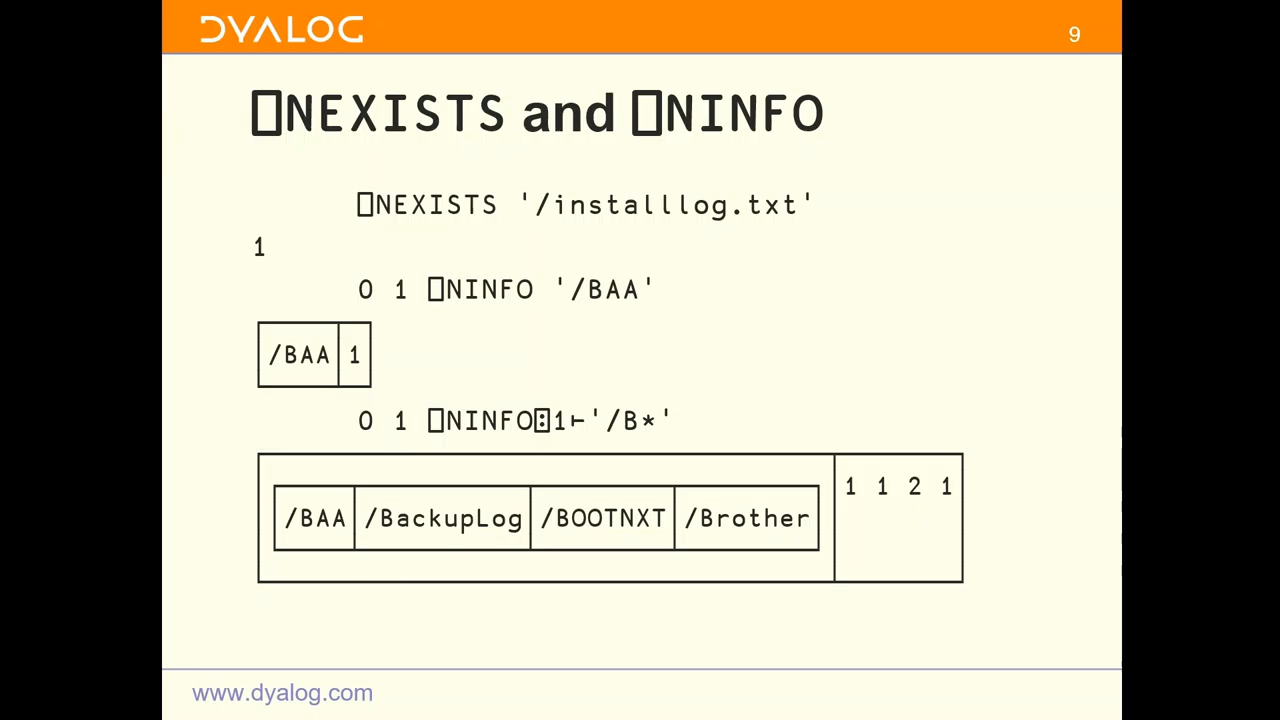 DYALOG
9
⎕NEXISTS and ⎕NINFO
⎕NEXISTS '/installlog.txt'
1
0 1 ⎕NINFO '/BAA'
/BAA 1
0 1 ⎕NINFO⍠1⊢'/B*'
1 1 2 1
/BAA /BackupLog /BOOTNXT /Brother
www.dyalog.com